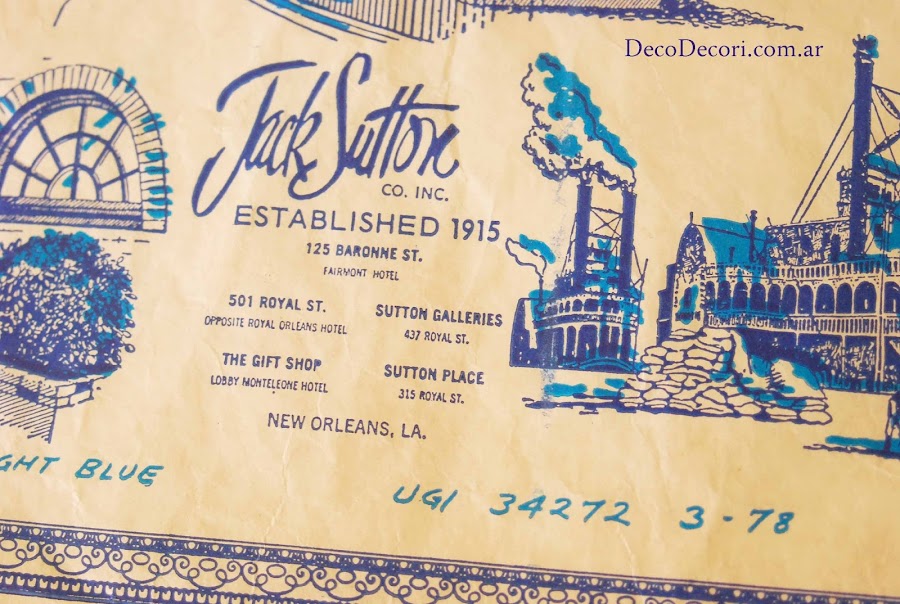 DecoDecori.com.ar
Jack Sutton
CO. INC.
ESTABLISHED 1915
125 BARONNE ST.
FAIRMONT HOTEL
501 ROYAL ST.
OPPOSITE ROYAL ORLEANS HOTEL
SUTTON GALLERIES
437 ROYAL ST.
THE GIFT SHOP
LOBBY MONTELEONE HOTEL
SUTTON PLACE
315 ROYAL ST.
NEW ORLEANS, LA.
GHT BLUE
UGI 34272 3-78